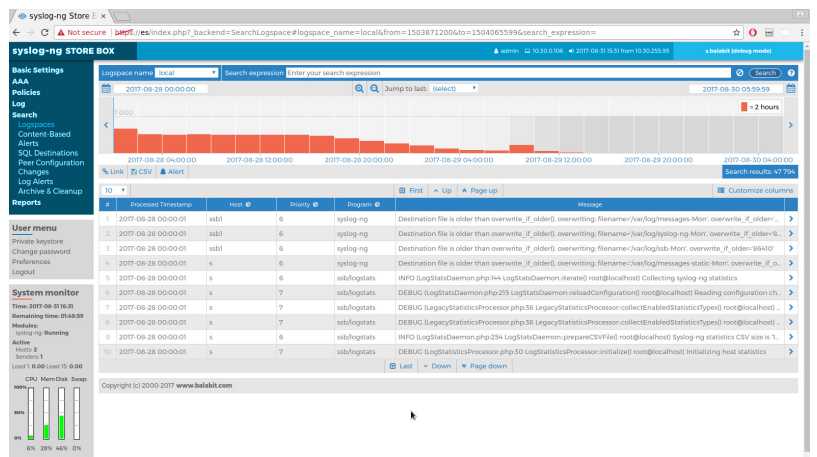 syslog-ng Store B
Not secure | https://es/index.php?_backend=SearchLogspace#logspace_name=local&from=1503871200&to=1504065599&search_expression=
syslog-ng STORE BOX
admin 10.30.0.106 2017-08-31 15:31 from 10.30.255.95 s.balabit (debug mode)
Basic Settings
AAA
Policies
Log
Search
Logspaces
Content-Based
Alerts
SQL Destinations
Peer Configuration
Changes
Log Alerts
Archive & Cleanup
Reports
User menu
Private keystore
Change password
Preferences
Logout
System monitor
Time: 2017-08-31 16:31
Remaining time: 01:49:59
Modules:
syslog-ng: Running
Active
Hosts: 2
Senders: 1
Load 1: 0.00 Load 15: 0.00
CPU Mem Disk Swap
100%
50%
0%
6% 28% 46% 0%
Logspace name local Search expression Enter your search expression Search
2017-08-28 00:00:00 Jump to last: (select) 2017-08-30 05:59:59
7 000
= 2 hours
2017-08-28 04:00:00 2017-08-28 12:00:00 2017-08-28 20:00:00 2017-08-29 04:00:00 2017-08-29 12:00:00 2017-08-29 20:00:00 2017-08-30 04:00:00
Link CSV Alert Search results: 47 794
10 First Up Page up Customize columns
# Processed Timestamp Host Priority Program Message
1 2017-08-28 00:00:01 ssb1 6 syslog-ng Destination file is older than overwrite_if_older(), overwriting; filename='/var/log/messages-Mon', overwrite_if_older='...
2 2017-08-28 00:00:01 ssb1 6 syslog-ng Destination file is older than overwrite_if_older(), overwriting; filename='/var/log/syslog-ng-Mon', overwrite_if_older='8...
3 2017-08-28 00:00:01 ssb1 6 syslog-ng Destination file is older than overwrite_if_older(), overwriting; filename='/var/log/ssb-Mon', overwrite_if_older='86410'
4 2017-08-28 00:00:01 s 6 syslog-ng Destination file is older than overwrite_if_older(), overwriting; filename='/var/log/messages-static-Mon', overwrite_if_o...
5 2017-08-28 00:00:01 s 6 ssb/logstats INFO (LogStatsDaemon.php:144 LogStatsDaemon::iterate() root@localhost) Collecting syslog-ng statistics
6 2017-08-28 00:00:01 s 7 ssb/logstats DEBUG (LogStatsDaemon.php:215 LogStatsDaemon::reloadConfiguration() root@localhost) Reading configuration ch...
7 2017-08-28 00:00:01 s 7 ssb/logstats DEBUG (LegacyStatisticsProcessor.php:36 LegacyStatisticsProcessor::collectEnabledStatisticsTypes() root@localhost) ...
8 2017-08-28 00:00:01 s 7 ssb/logstats DEBUG (LegacyStatisticsProcessor.php:36 LegacyStatisticsProcessor::collectEnabledStatisticsTypes() root@localhost) ...
9 2017-08-28 00:00:01 s 6 ssb/logstats INFO (LogStatsDaemon.php:254 LogStatsDaemon::prepareCSVFile() root@localhost) Syslog-ng statistics CSV size is '1...
10 2017-08-28 00:00:01 s 7 ssb/logstats DEBUG (LogStatisticsProcessor.php:30 LogStatisticsProcessor::initialize() root@localhost) Initializing host statistics
Last Down Page down
Copyright (c) 2000-2017 www.balabit.com